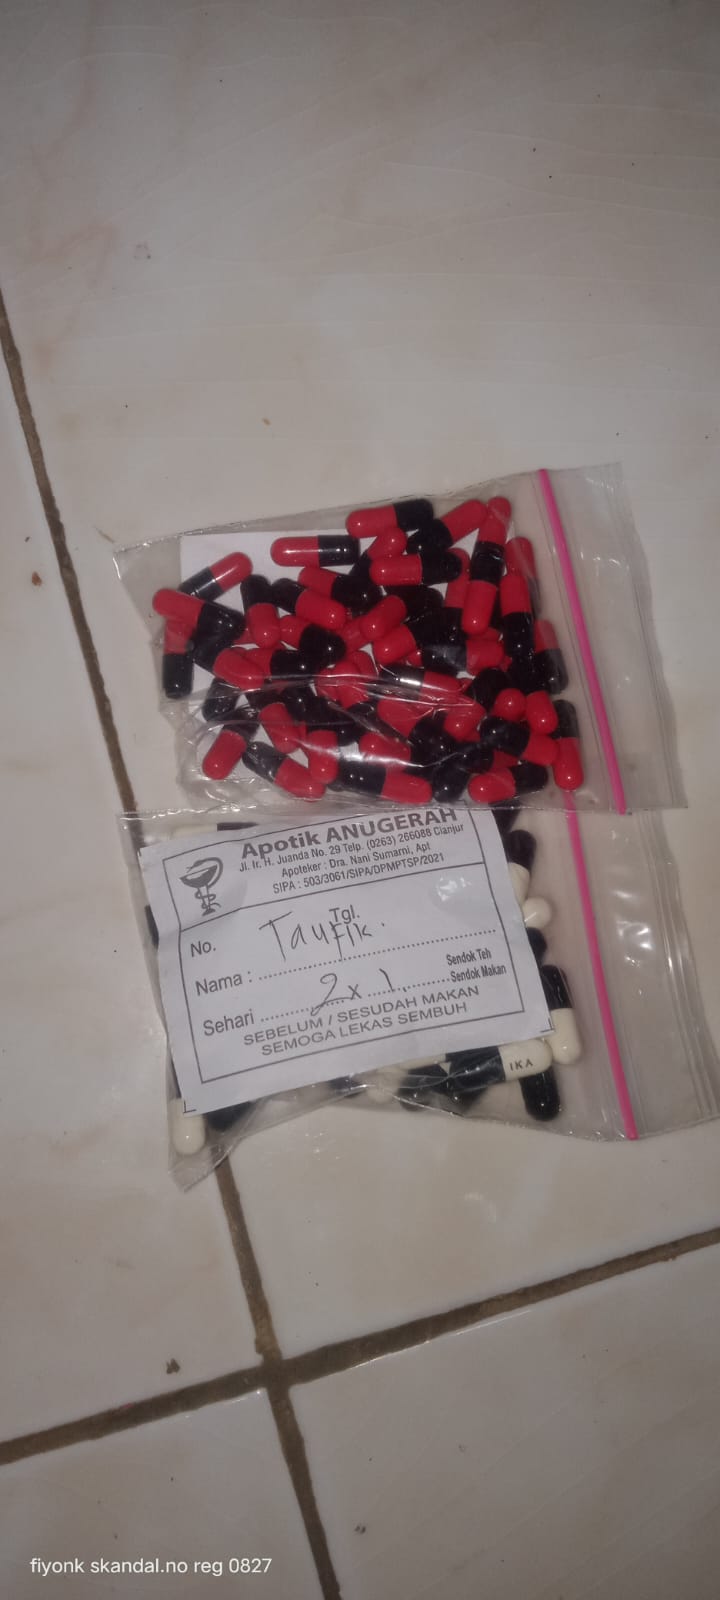 Apotik ANUGERAH
Jl. Ir. H. Juanda No. 29 Telp. (0263) 266088 Cianjur
Apoteker : Dra. Nani Sumarni, Apt
SIPA : 503/3061/SIPA/DPMPTSP/2021
No. Tgl.
Nama : Taufik.
Sehari 2 x 1 Sendok Teh
Sendok Makan
SEBELUM / SESUDAH MAKAN
SEMOGA LEKAS SEMBUH
IKA
fiyonk skandal.no reg 0827